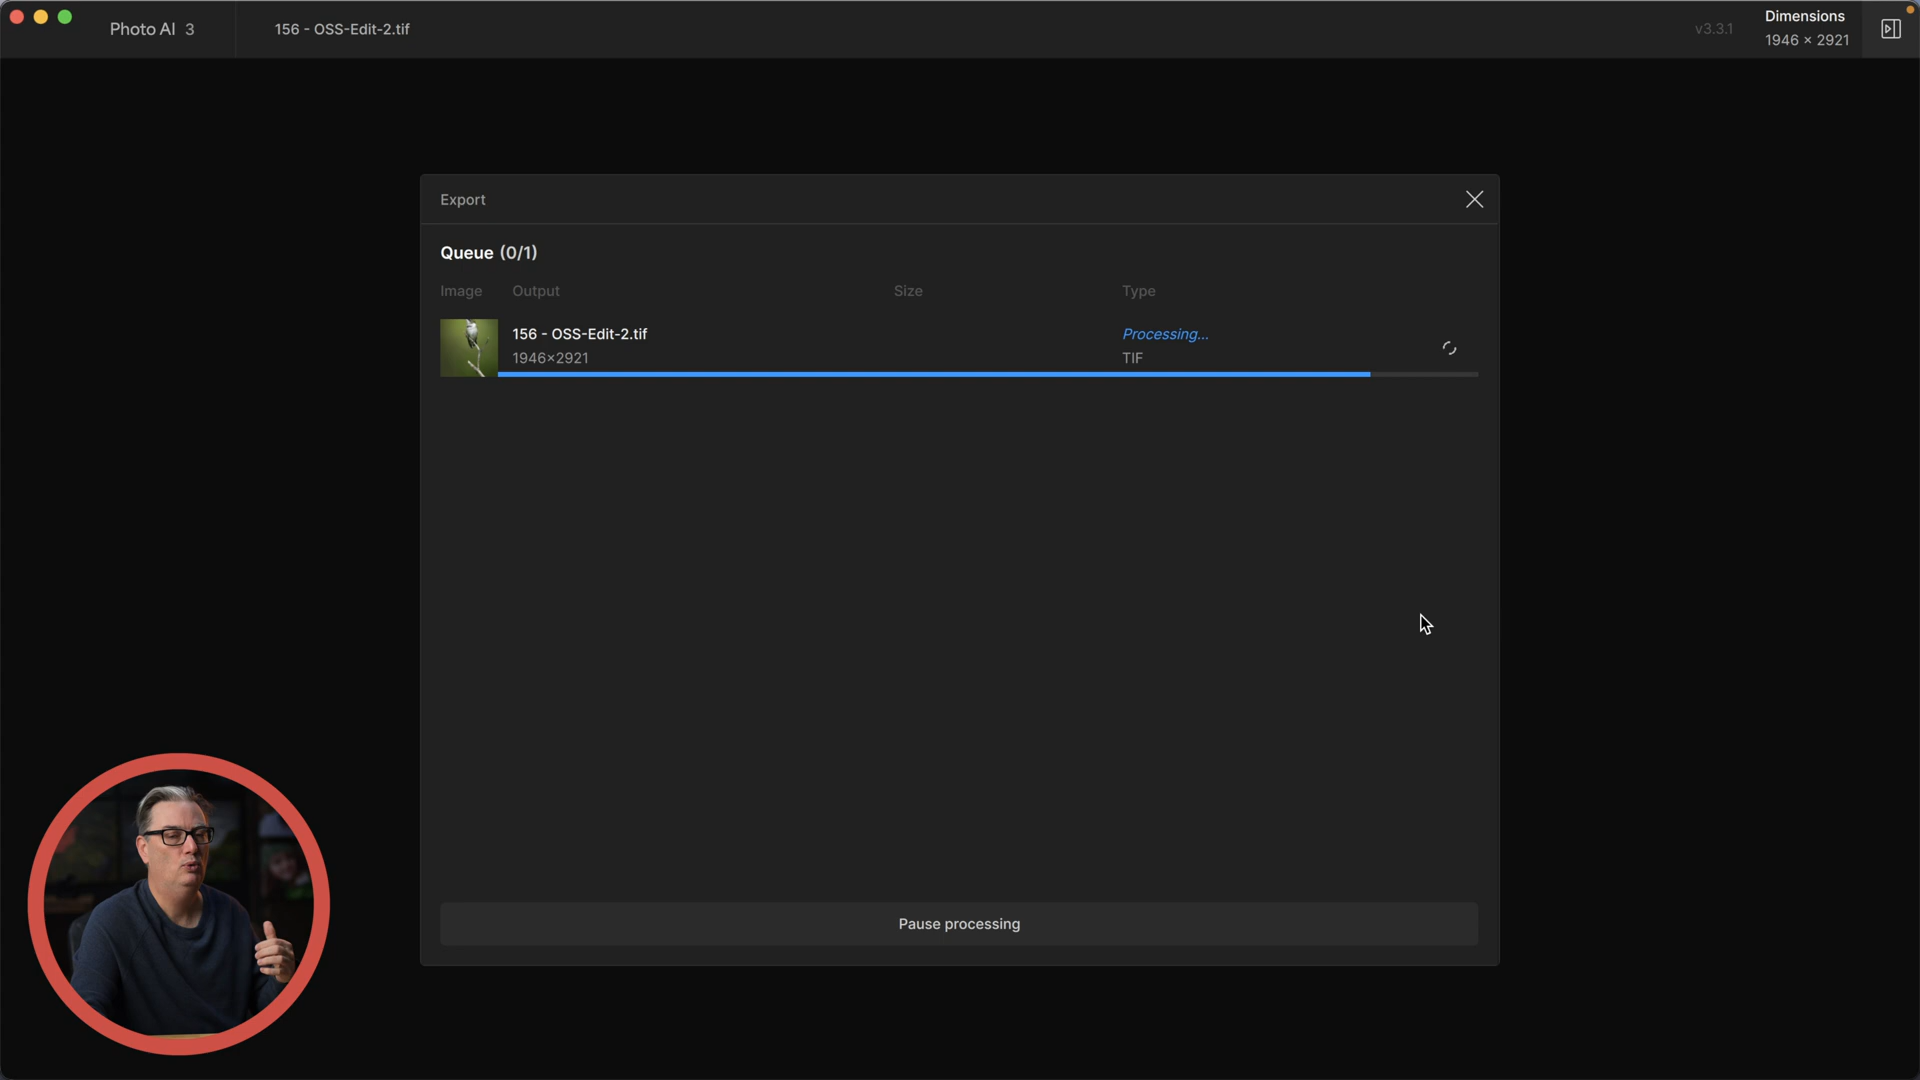 Photo AI 3
156 - OSS-Edit-2.tif
v3.3.1
Dimensions
1946 × 2921
Export
Queue (0/1)
Image Output Size Type
156 - OSS-Edit-2.tif Processing...
1946×2921 TIF
Pause processing